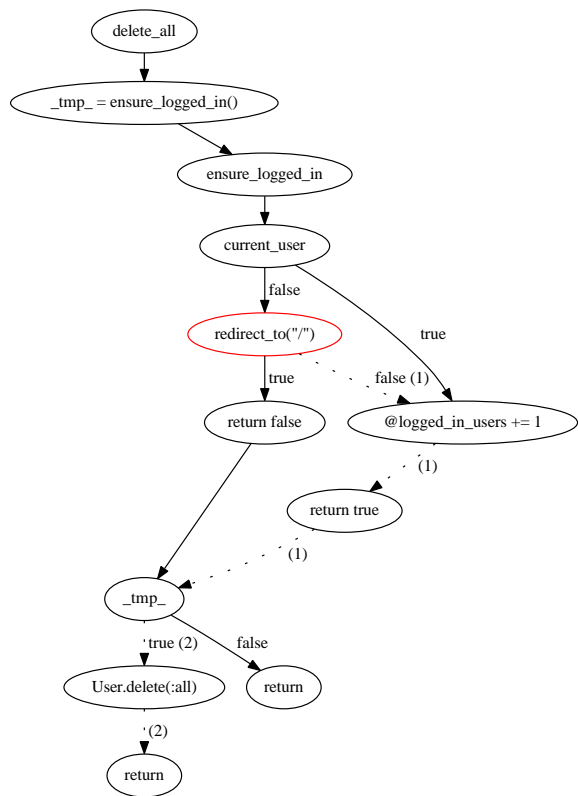 delete_all
_tmp_ = ensure_logged_in()
ensure_logged_in
current_user
false
redirect_to("/")
true
true
false (1)
return false
@logged_in_users += 1
(1)
return true
(1)
_tmp_
true (2)
false
User.delete(:all)
return
(2)
return